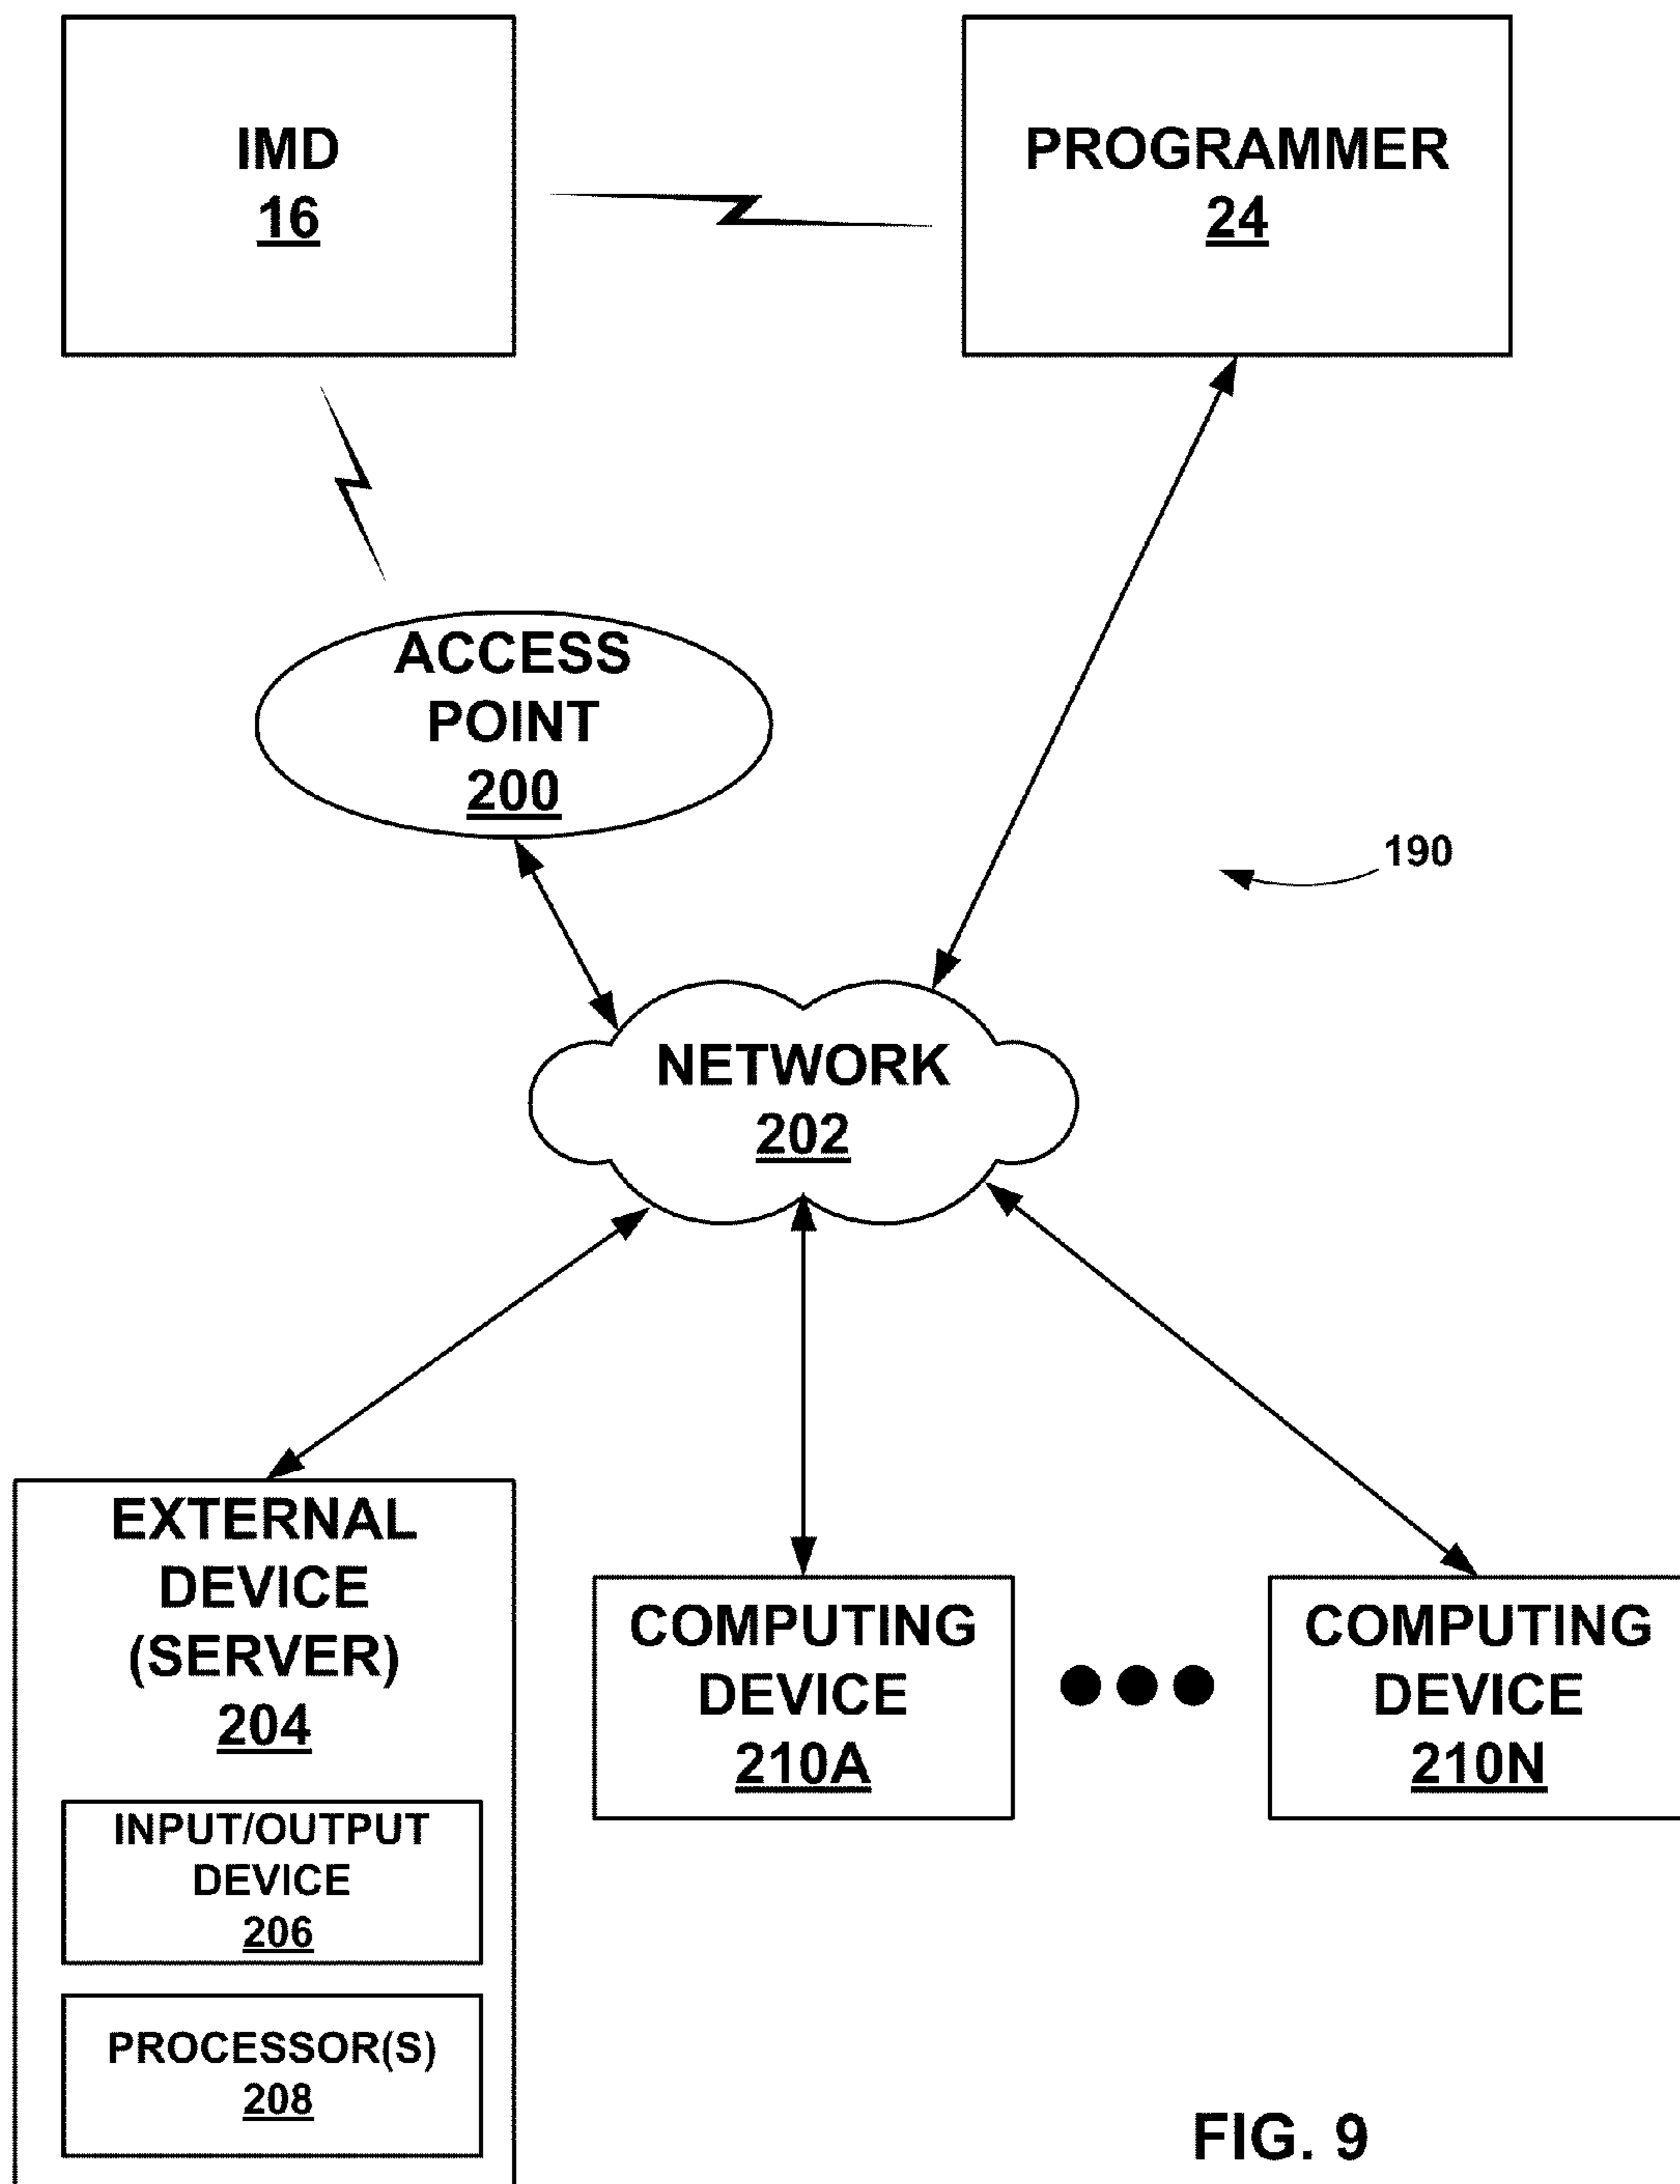 IMD
16
PROGRAMMER
24
ACCESS
POINT
200
190
NETWORK
202
EXTERNAL
DEVICE
(SERVER)
204
INPUT/OUTPUT
DEVICE
206
PROCESSOR(S)
208
COMPUTING
DEVICE
210A
COMPUTING
DEVICE
210N
FIG. 9